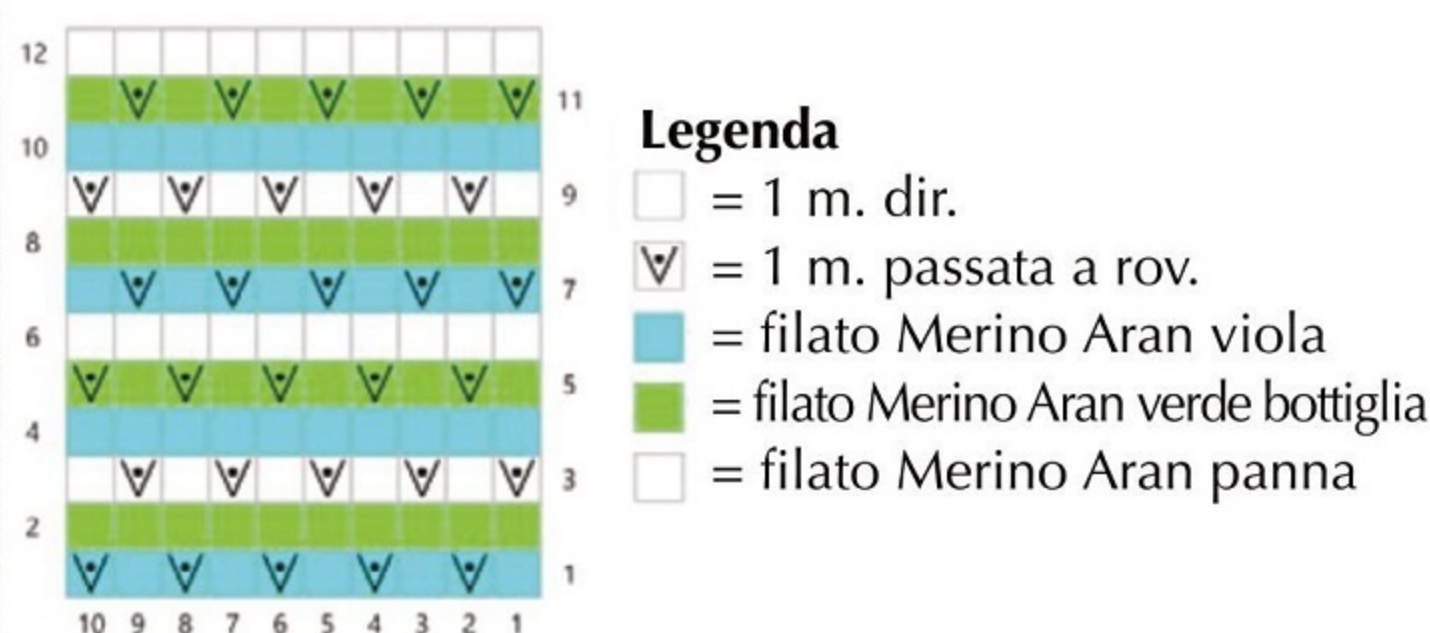 12
11
10
9
8
7
6
5
4
3
2
1
10 9 8 7 6 5 4 3 2 1
Legenda
= 1 m. dir.
= 1 m. passata a rov.
= filato Merino Aran viola
= filato Merino Aran verde bottiglia
= filato Merino Aran panna